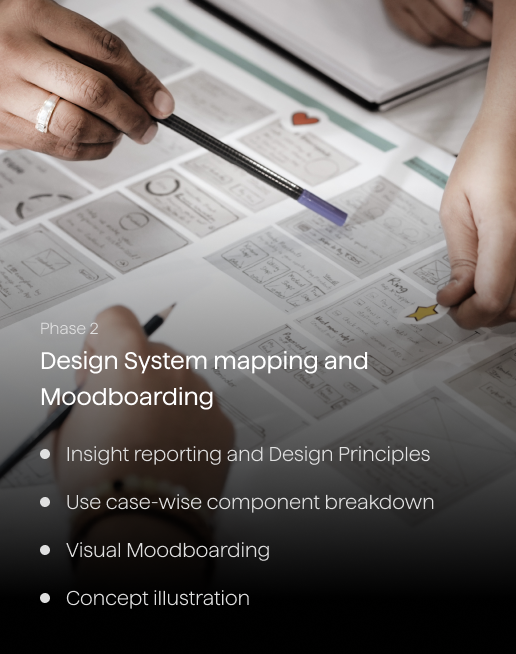 Phase 2
Design System mapping and
Moodboarding
Insight reporting and Design Principles
Use case-wise component breakdown
Visual Moodboarding
Concept illustration